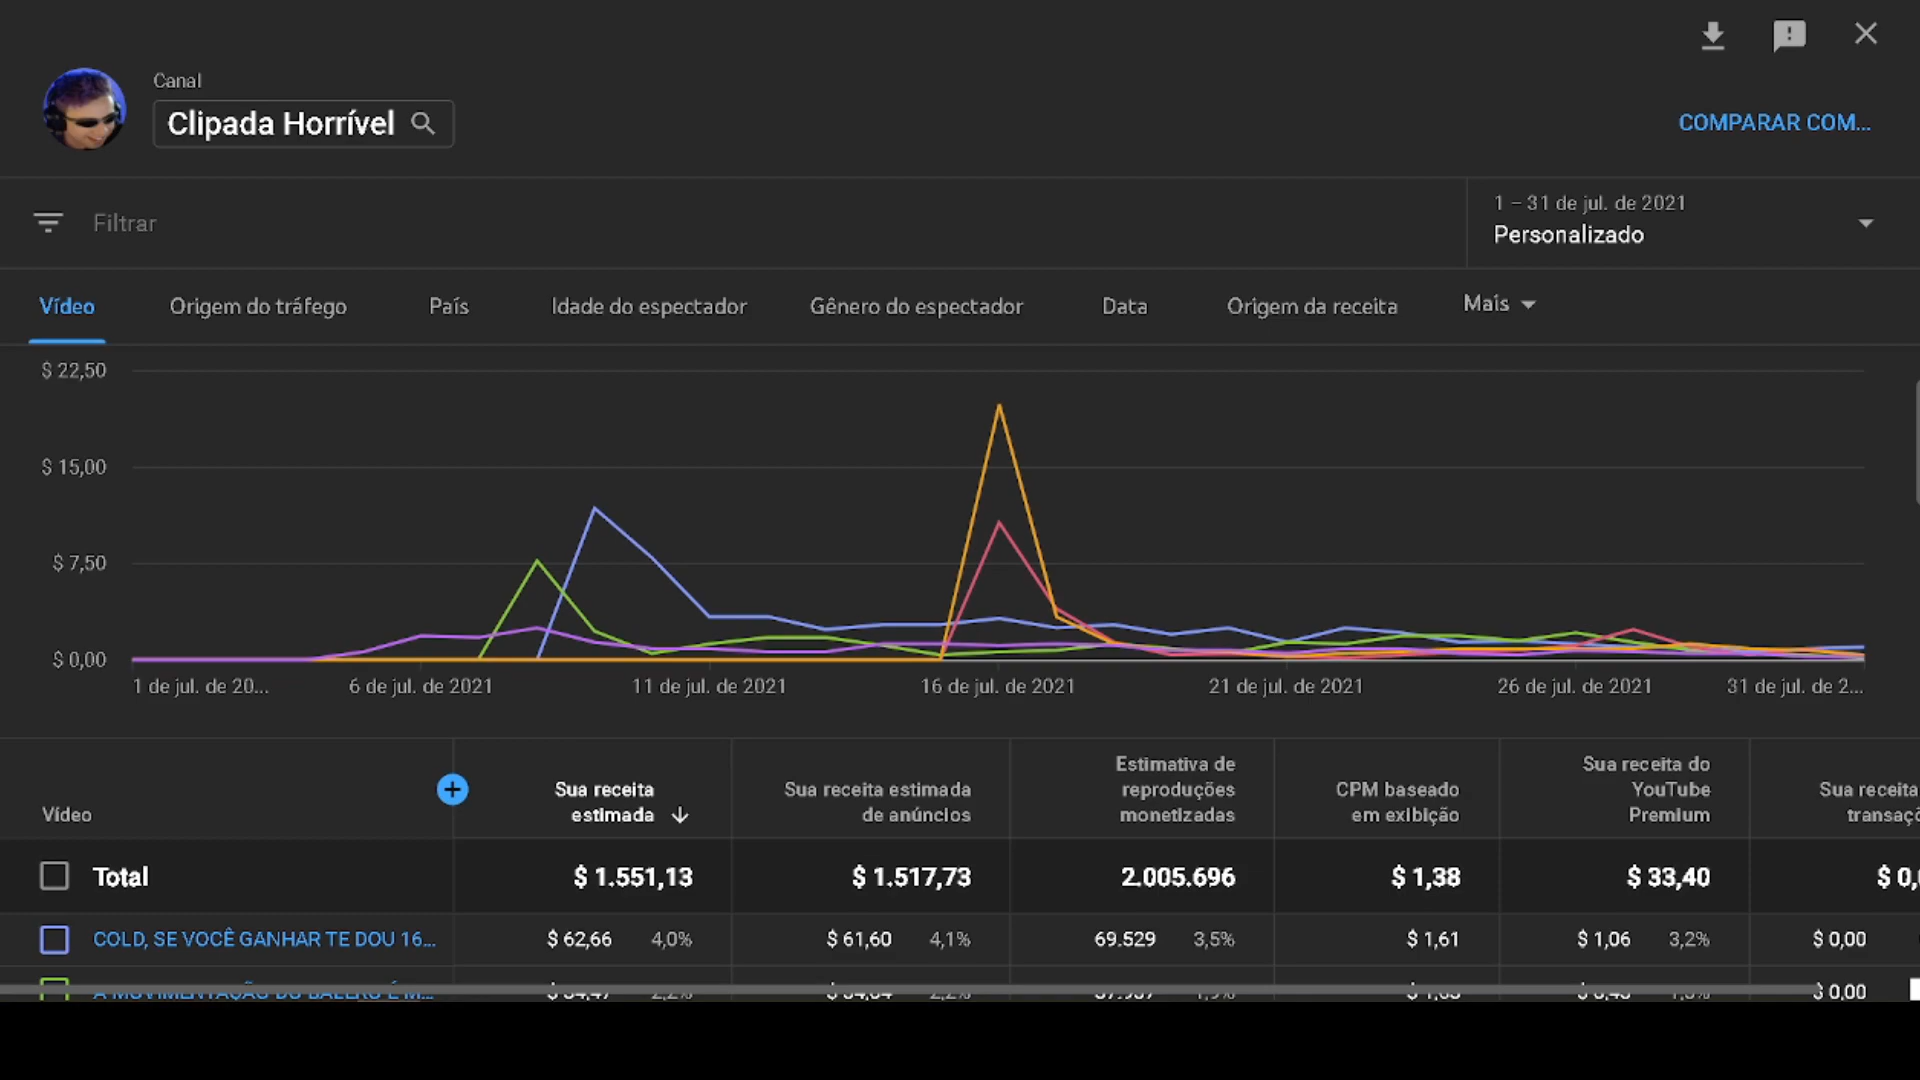 Canal
Clipada Horrível
COMPARAR COM...
Filtrar
1 – 31 de jul. de 2021
Personalizado
Vídeo
Origem do tráfego
País
Idade do espectador
Gênero do espectador
Data
Origem da receita
Mais
$ 22,50
$ 15,00
$ 7,50
$ 0,00
1 de jul. de 20...
6 de jul. de 2021
11 de jul. de 2021
16 de jul. de 2021
21 de jul. de 2021
26 de jul. de 2021
31 de jul. de 2...
Vídeo
Sua receita
estimada
Sua receita estimada
de anúncios
Estimativa de
reproduções
monetizadas
CPM baseado
em exibição
Sua receita do
YouTube
Premium
Sua receita
transaçõ
Total
$ 1.551,13
$ 1.517,73
2.005.696
$ 1,38
$ 33,40
$ 0,
COLD, SE VOCÊ GANHAR TE DOU 16...
$ 62,66 4,0%
$ 61,60 4,1%
69.529 3,5%
$ 1,61
$ 1,06 3,2%
$ 0,00
A MOVIMENTAÇÃO DO
$ 0,00